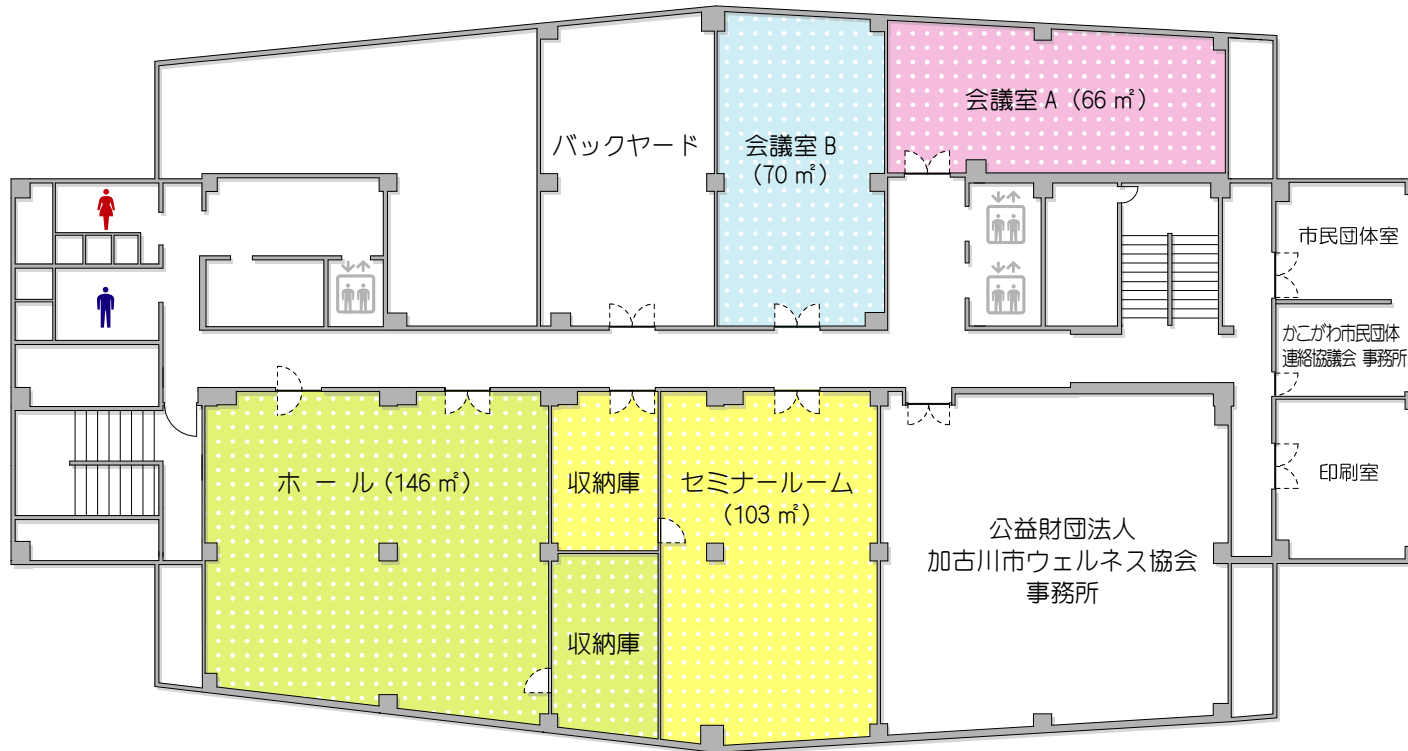 会議室 A（66 ㎡）
バックヤード
会議室 B
（70 ㎡）
市民団体室
かこがわ市民団体
連絡協議会 事務所
ホ ー ル（146 ㎡）
収納庫
セミナールーム
（103 ㎡）
印刷室
公益財団法人
加古川市ウェルネス協会
事務所
収納庫